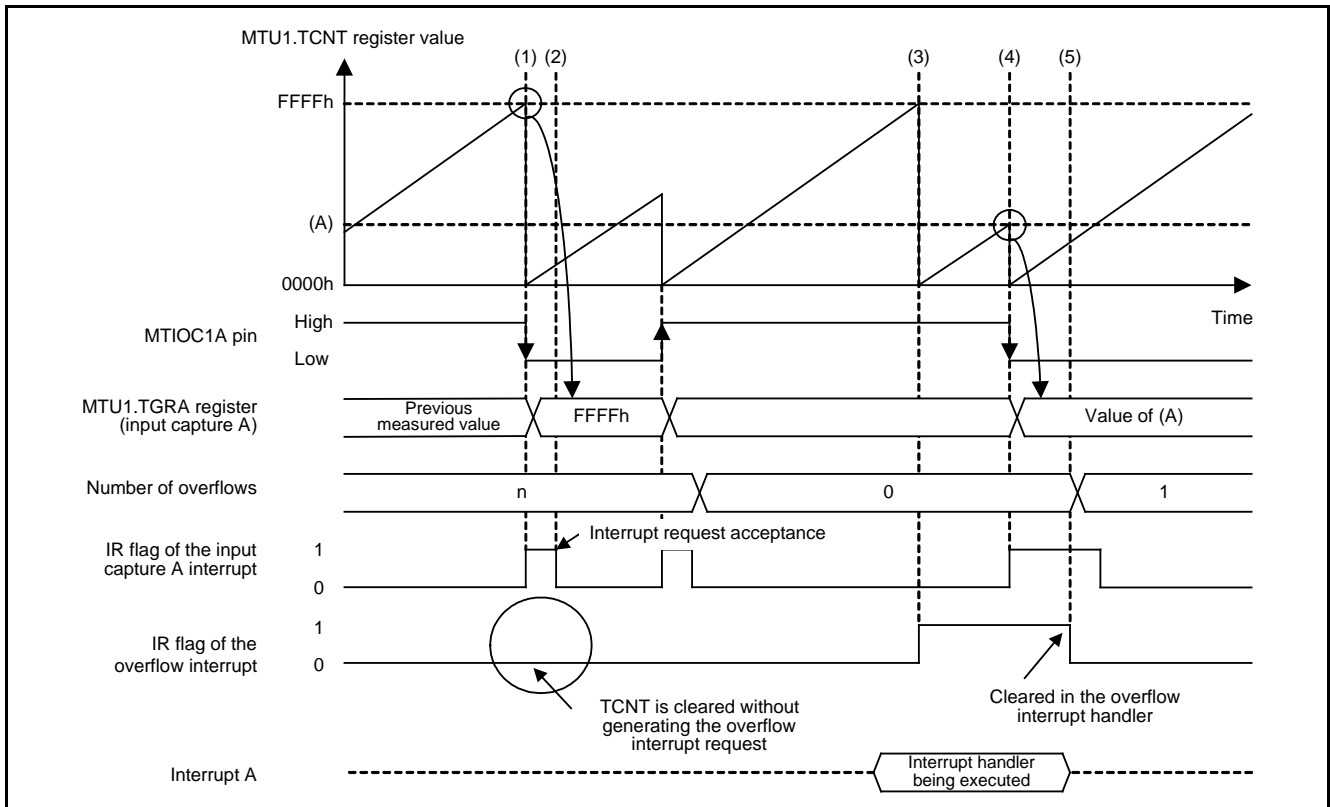 MTU1.TCNT register value
(1) (2) (3) (4) (5)
FFFFh
(A)
0000h
Time
MTIOC1A pin
High
Low
MTU1.TGRA register
(input capture A)
Previous
measured value
FFFFh
Value of (A)
Number of overflows
n
0
1
Interrupt request acceptance
IR flag of the input
capture A interrupt
1
0
IR flag of the
overflow interrupt
1
0
TCNT is cleared without
generating the overflow
interrupt request
Cleared in the overflow
interrupt handler
Interrupt A
Interrupt handler
being executed